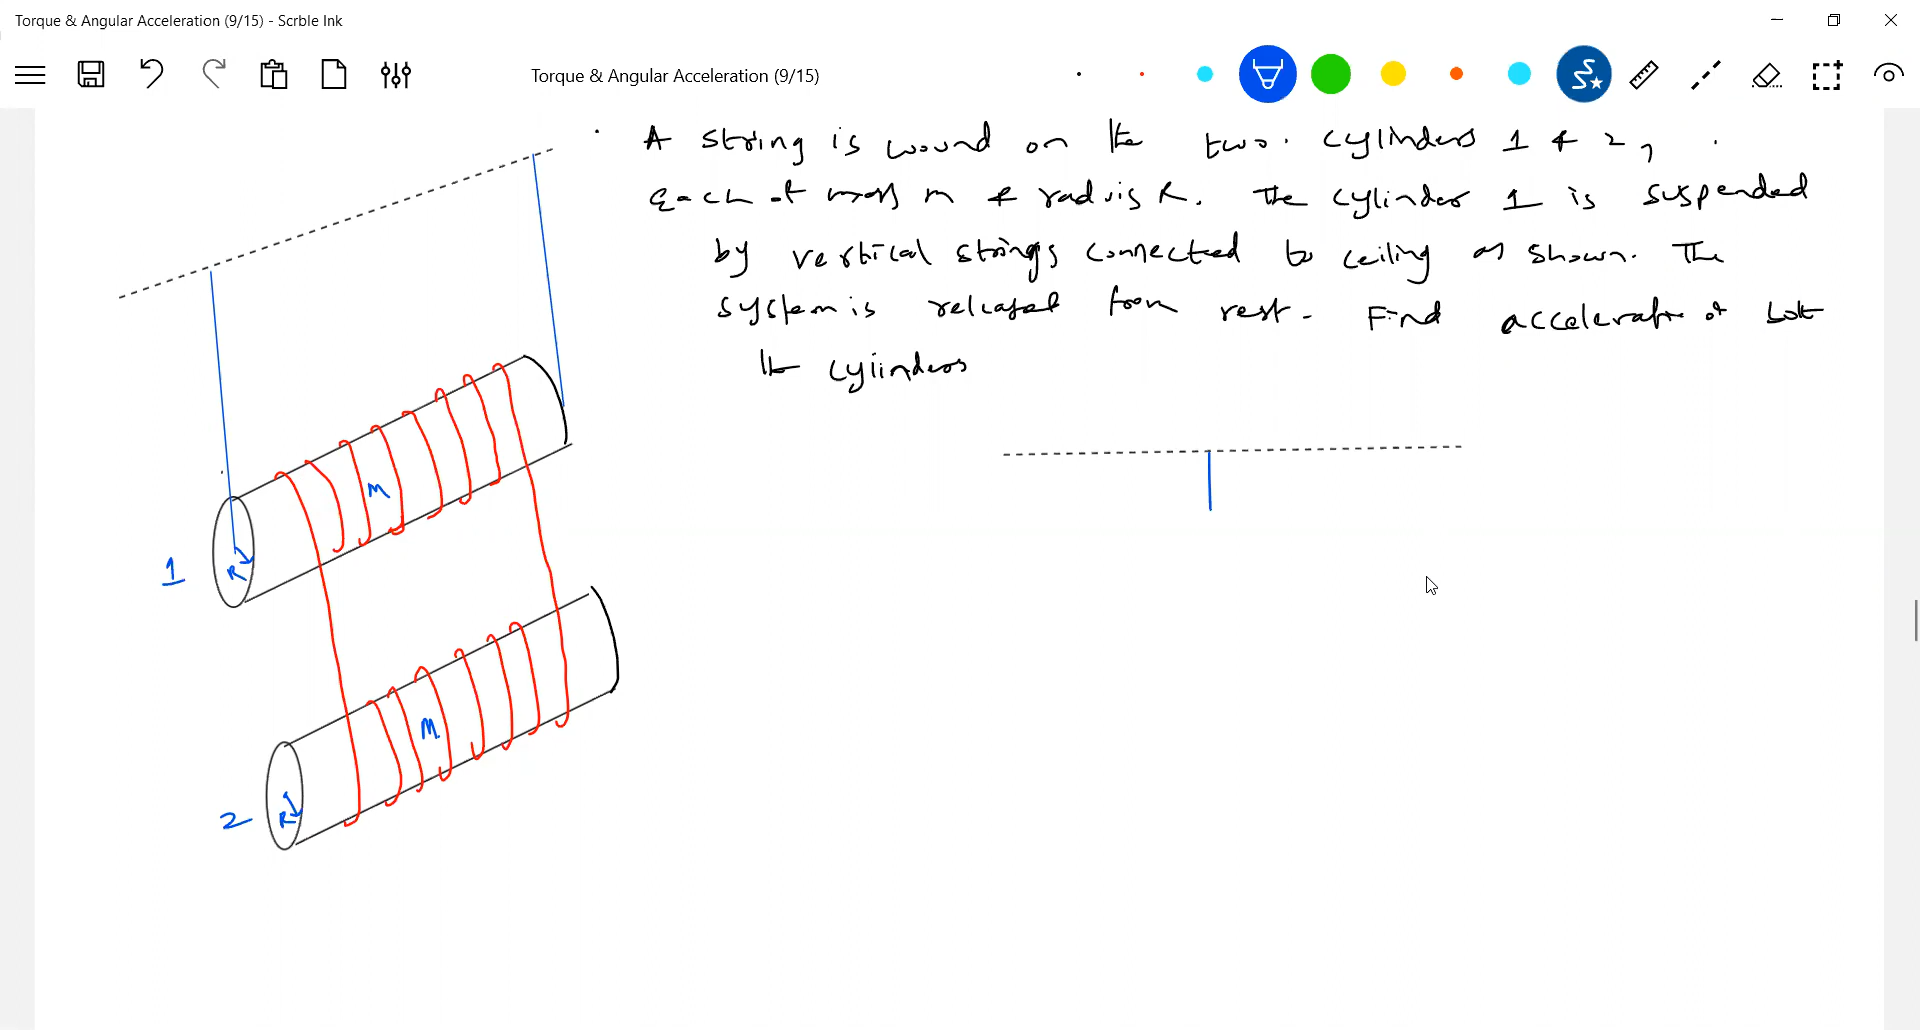 Torque & Angular Acceleration (9/15) - Scrble Ink
Torque & Angular Acceleration (9/15)
A string is wound on the two cylinders 1 & 2,
each of mass m & radius R. The cylinder 1 is suspended
by vertical strings connected to ceiling as shown. The
system is released from rest. Find acceleration of both
the cylinders
M
1
R
M
2
R